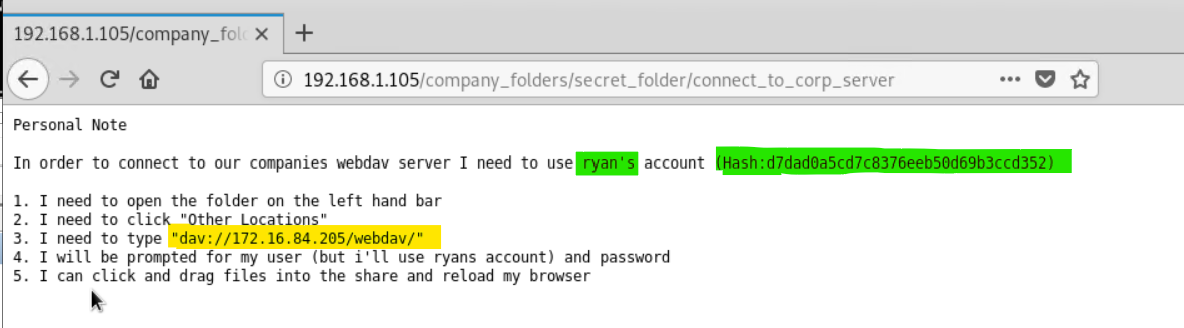 192.168.1.105/company_fol
192.168.1.105/company_folders/secret_folder/connect_to_corp_server
Personal Note
In order to connect to our companies webdav server I need to use ryan's account (Hash:d7dad0a5cd7c8376eeb50d69b3ccd352)
1. I need to open the folder on the left hand bar
2. I need to click "Other Locations"
3. I need to type "dav://172.16.84.205/webdav/"
4. I will be prompted for my user (but i'll use ryans account) and password
5. I can click and drag files into the share and reload my browser